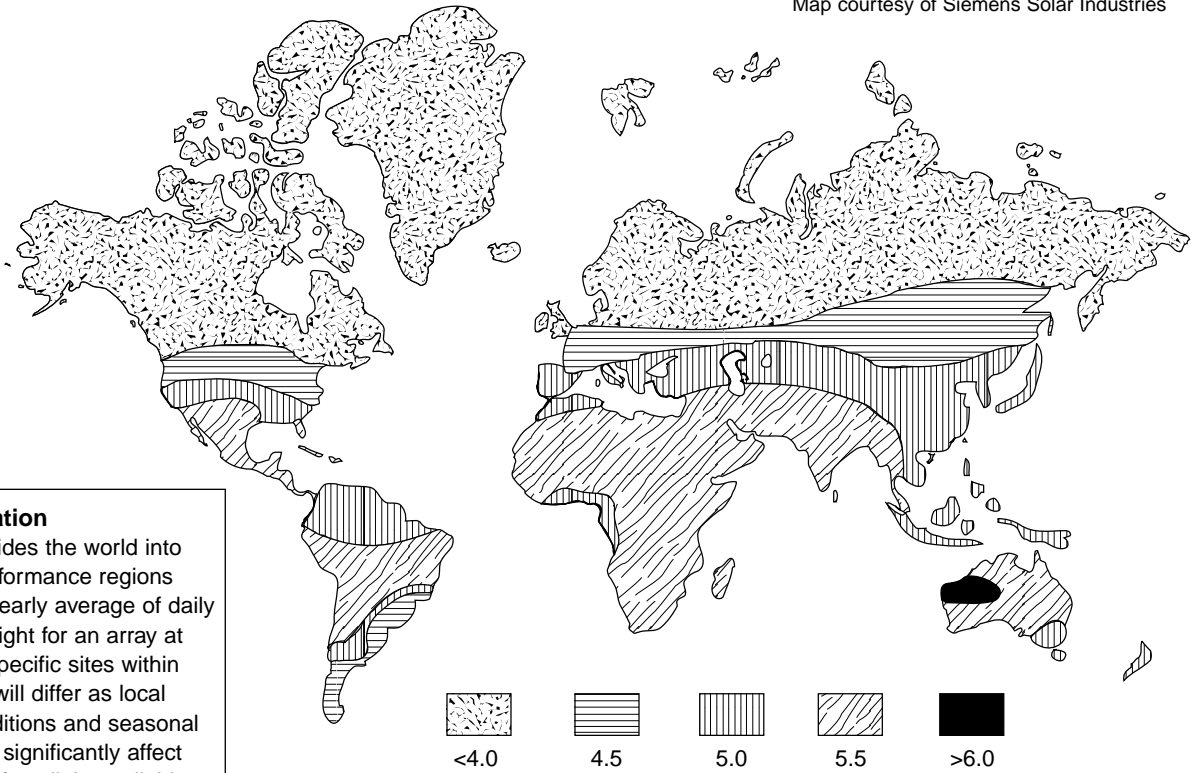 Map courtesy of Siemens Solar Industries
ides the world into
formance regions
early average of daily
ight for an array at
pecific sites within
will differ as local
ditions and seasonal
significantly affect
<4.0 4.5 5.0 5.5 >6.0